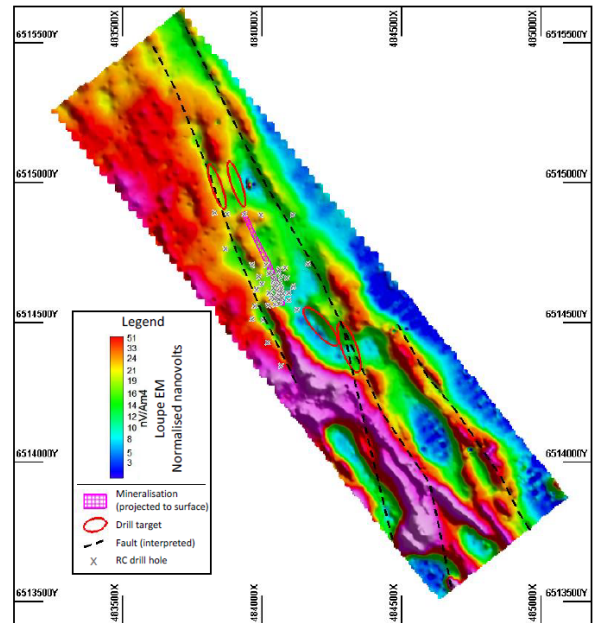 483500X
484000X
484500X
485000X
6515500Y
6515500Y
6515000Y
6515000Y
6514500Y
6514500Y
6514000Y
6514000Y
6513500Y
6513500Y
Legend
51
33
24
19
16
14
12
10
8
6
5
3
nV/Am4
Loupe EM
Normalised nanovolts
Mineralisation
(projected to surface)
Drill target
Fault (interpreted)
X RC drill hole
483500X
484000X
484500X
485000X